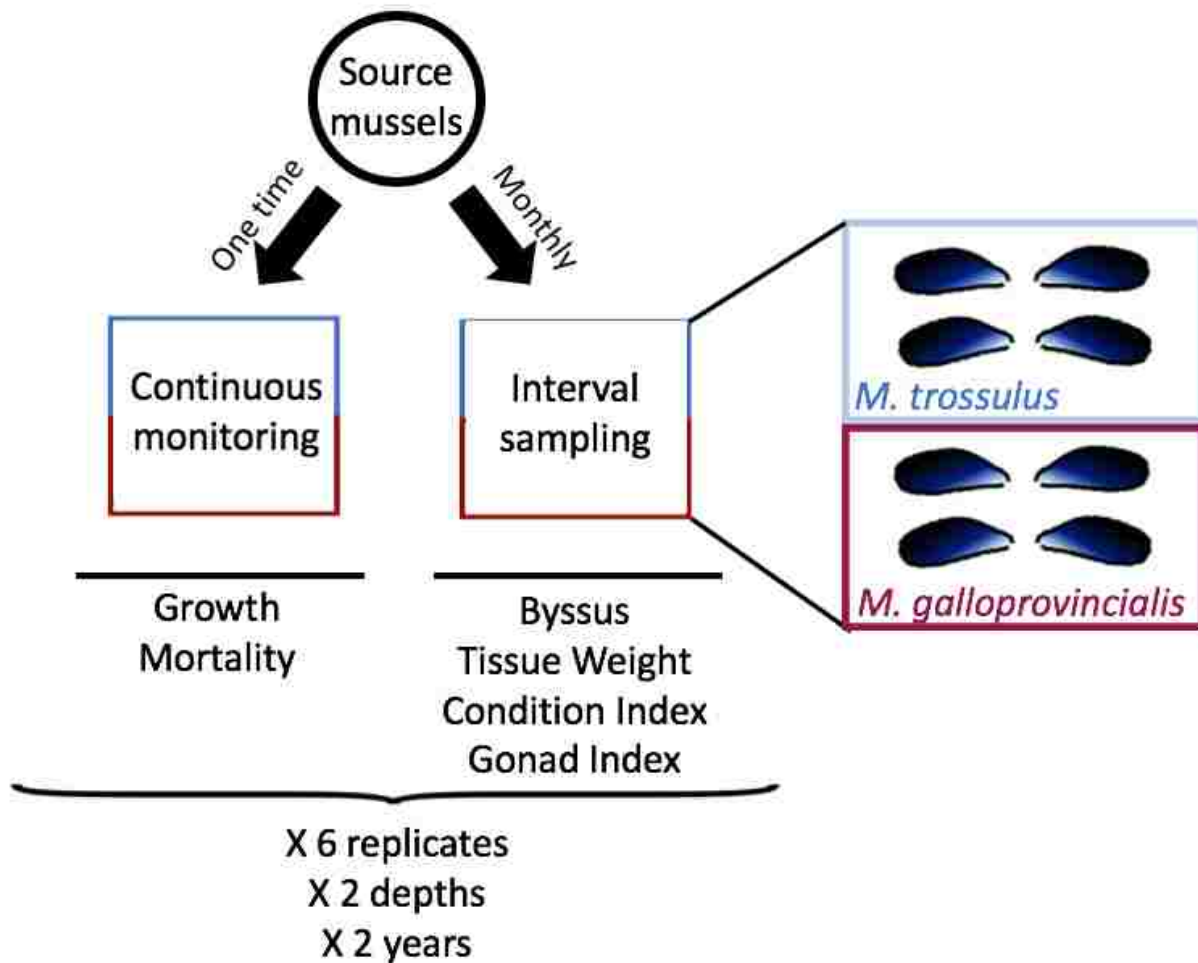 Source
mussels
One time
Monthly
Continuous
monitoring
Interval
sampling
M. trossulus
M. galloprovincialis
Growth
Mortality
Byssus
Tissue Weight
Condition Index
Gonad Index
X 6 replicates
X 2 depths
X 2 years